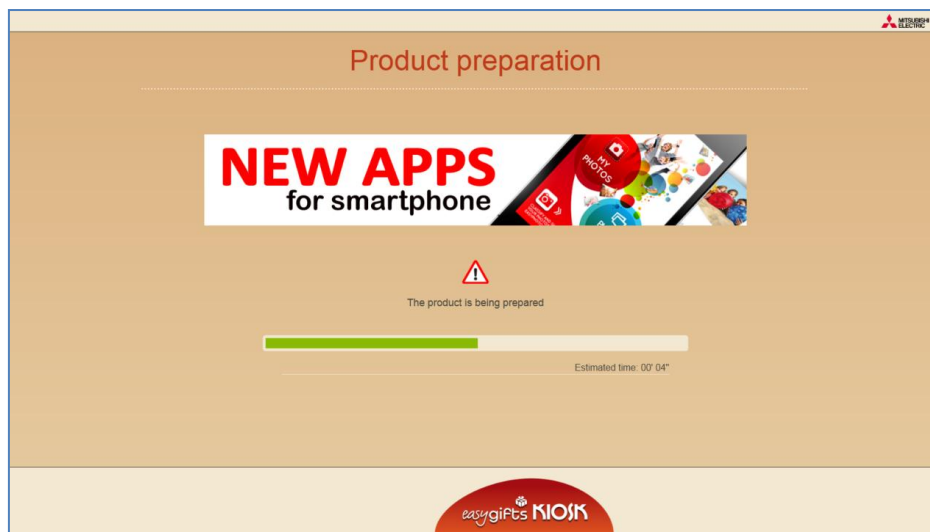 MITSUBISHI
ELECTRIC
Product preparation
NEW APPS
for smartphone
MY
PHOTOS
The product is being prepared
Estimated time: 00' 04"
easygifts KIOSK